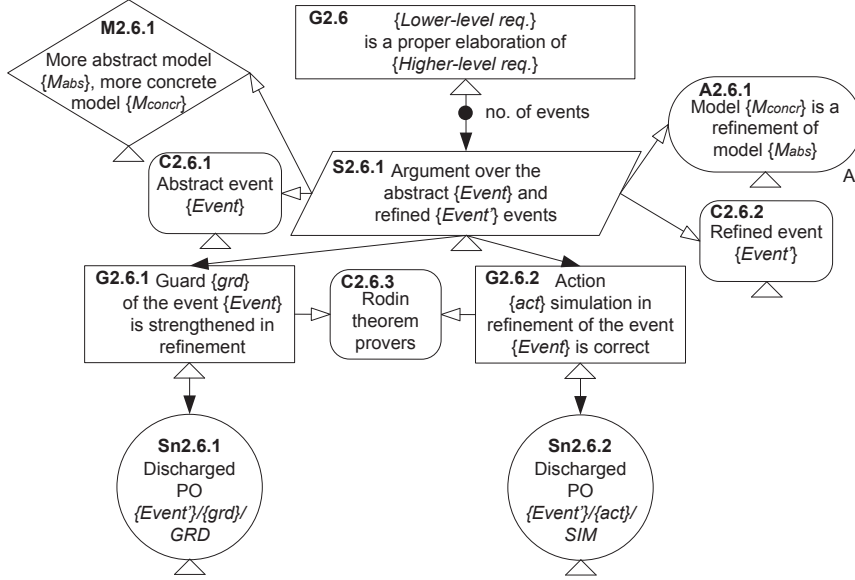 M2.6.1
More abstract model
{Mabs}, more concrete
model {Mconcr}
G2.6 {Lower-level req.}
is a proper elaboration of
{Higher-level req.}
no. of events
A2.6.1
Model {Mconcr} is a
refinement of
model {Mabs}
A
C2.6.1
Abstract event
{Event}
S2.6.1 Argument over the
abstract {Event} and
refined {Event'} events
C2.6.2
Refined event
{Event'}
G2.6.1 Guard {grd}
of the event {Event}
is strengthened in
refinement
C2.6.3
Rodin
theorem
provers
G2.6.2 Action
{act} simulation in
refinement of the event
{Event} is correct
Sn2.6.1
Discharged
PO
{Event'}/{grd}/
GRD
Sn2.6.2
Discharged
PO
{Event'}/{act}/
SIM